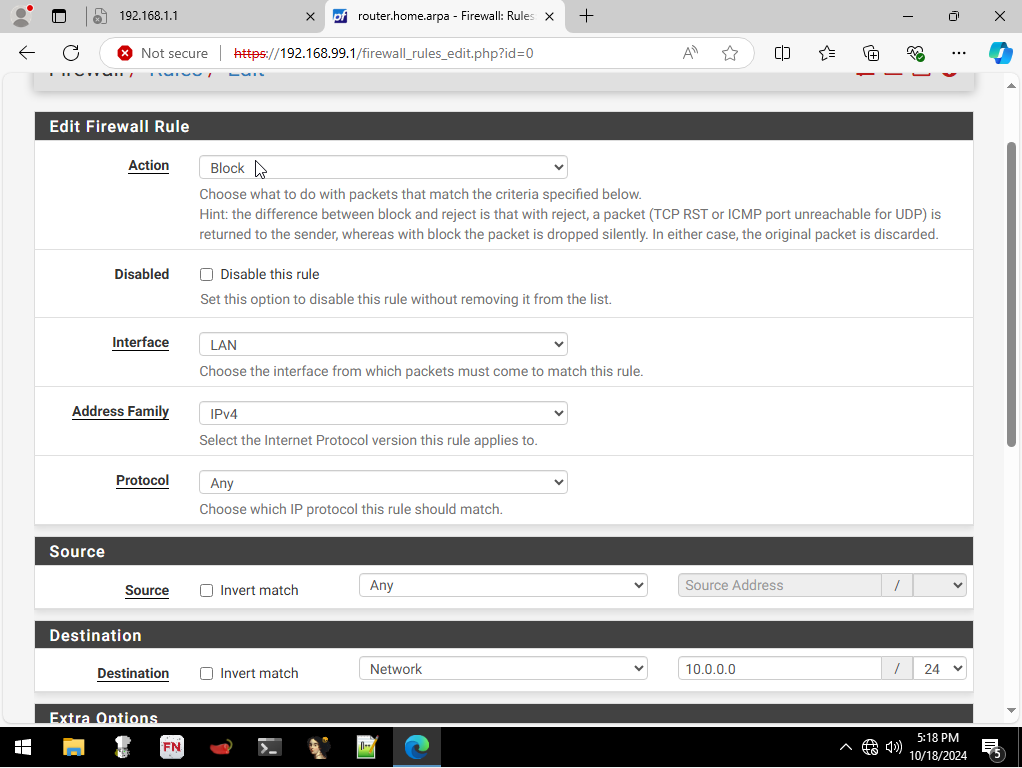 192.168.1.1
router.home.arpa - Firewall: Rules
Not secure
https://192.168.99.1/firewall_rules_edit.php?id=0
Firewall / Rules / Edit
Edit Firewall Rule
Action
Block
Choose what to do with packets that match the criteria specified below.
Hint: the difference between block and reject is that with reject, a packet (TCP RST or ICMP port unreachable for UDP) is
returned to the sender, whereas with block the packet is dropped silently. In either case, the original packet is discarded.
Disabled
Disable this rule
Set this option to disable this rule without removing it from the list.
Interface
LAN
Choose the interface from which packets must come to match this rule.
Address Family
IPv4
Select the Internet Protocol version this rule applies to.
Protocol
Any
Choose which IP protocol this rule should match.
Source
Source
Invert match
Any
Source Address
/
Destination
Destination
Invert match
Network
10.0.0.0
/
24
Extra Options
FN
5:18 PM
10/18/2024
5